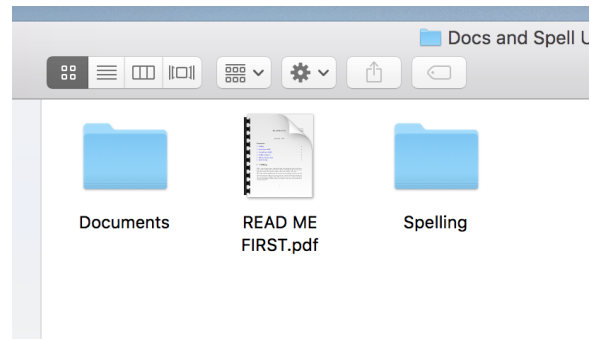 Docs and Spell U
Documents
READ ME
FIRST.pdf
Spelling